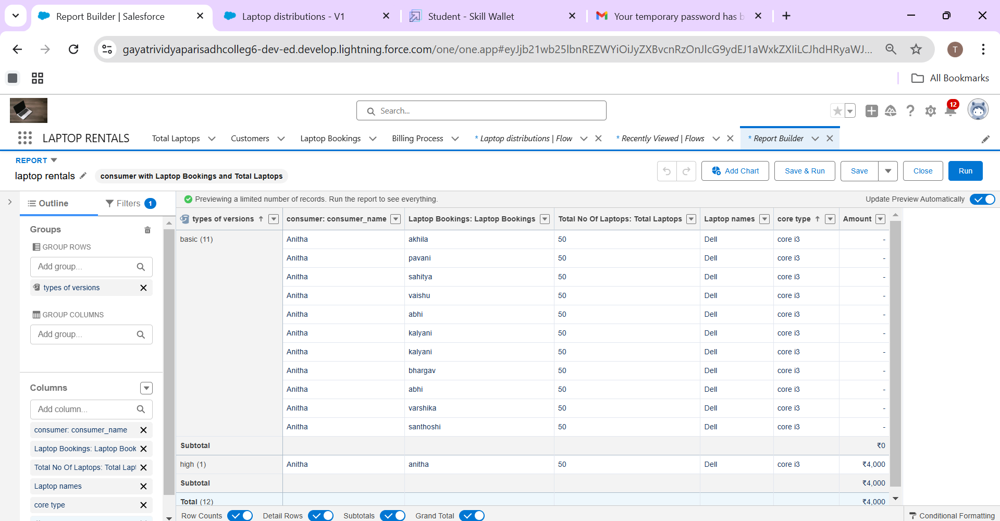 Report Builder | Salesforce
Laptop distributions - V1
Student - Skill Wallet
Your temporary password has
gayatrividyaparisadhcolleg6-dev-ed.develop.lightning.force.com/one/one.app#eyJjb21wb25lbnREZWYiOiJyZXBvcnRzOnJlcG9ydEJ1aWxkZXIiLCJhdHRyaWJ...
T
All Bookmarks
Search...
12
LAPTOP RENTALS
Total Laptops
Customers
Laptop Bookings
Billing Process
* Laptop distributions | Flow
* Recently Viewed | Flows
* Report Builder
REPORT
laptop rentals
consumer with Laptop Bookings and Total Laptops
Add Chart
Save & Run
Save
Close
Run
Outline
Filters 1
Previewing a limited number of records. Run the report to see everything.
Update Preview Automatically
Groups
GROUP ROWS
Add group...
types of versions
GROUP COLUMNS
Add group...
Columns
Add column...
consumer: consumer_name
Laptop Bookings: Laptop Book
Total No Of Laptops: Total Lap
Laptop names
core type
types of versions ↑ consumer: consumer_name Laptop Bookings: Laptop Bookings Total No Of Laptops: Total Laptops Laptop names core type ↑ Amount
basic (11) Anitha akhila 50 Dell core i3 -
Anitha pavani 50 Dell core i3 -
Anitha sahitya 50 Dell core i3 -
Anitha vaishu 50 Dell core i3 -
Anitha abhi 50 Dell core i3 -
Anitha kalyani 50 Dell core i3 -
Anitha kalyani 50 Dell core i3 -
Anitha bhargav 50 Dell core i3 -
Anitha abhi 50 Dell core i3 -
Anitha varshika 50 Dell core i3 -
Anitha santhoshi 50 Dell core i3 -
Subtotal ₹0
high (1) Anitha anitha 50 Dell core i3 ₹4,000
Subtotal ₹4,000
Total (12) ₹4,000
Row Counts
Detail Rows
Subtotals
Grand Total
Conditional Formatting